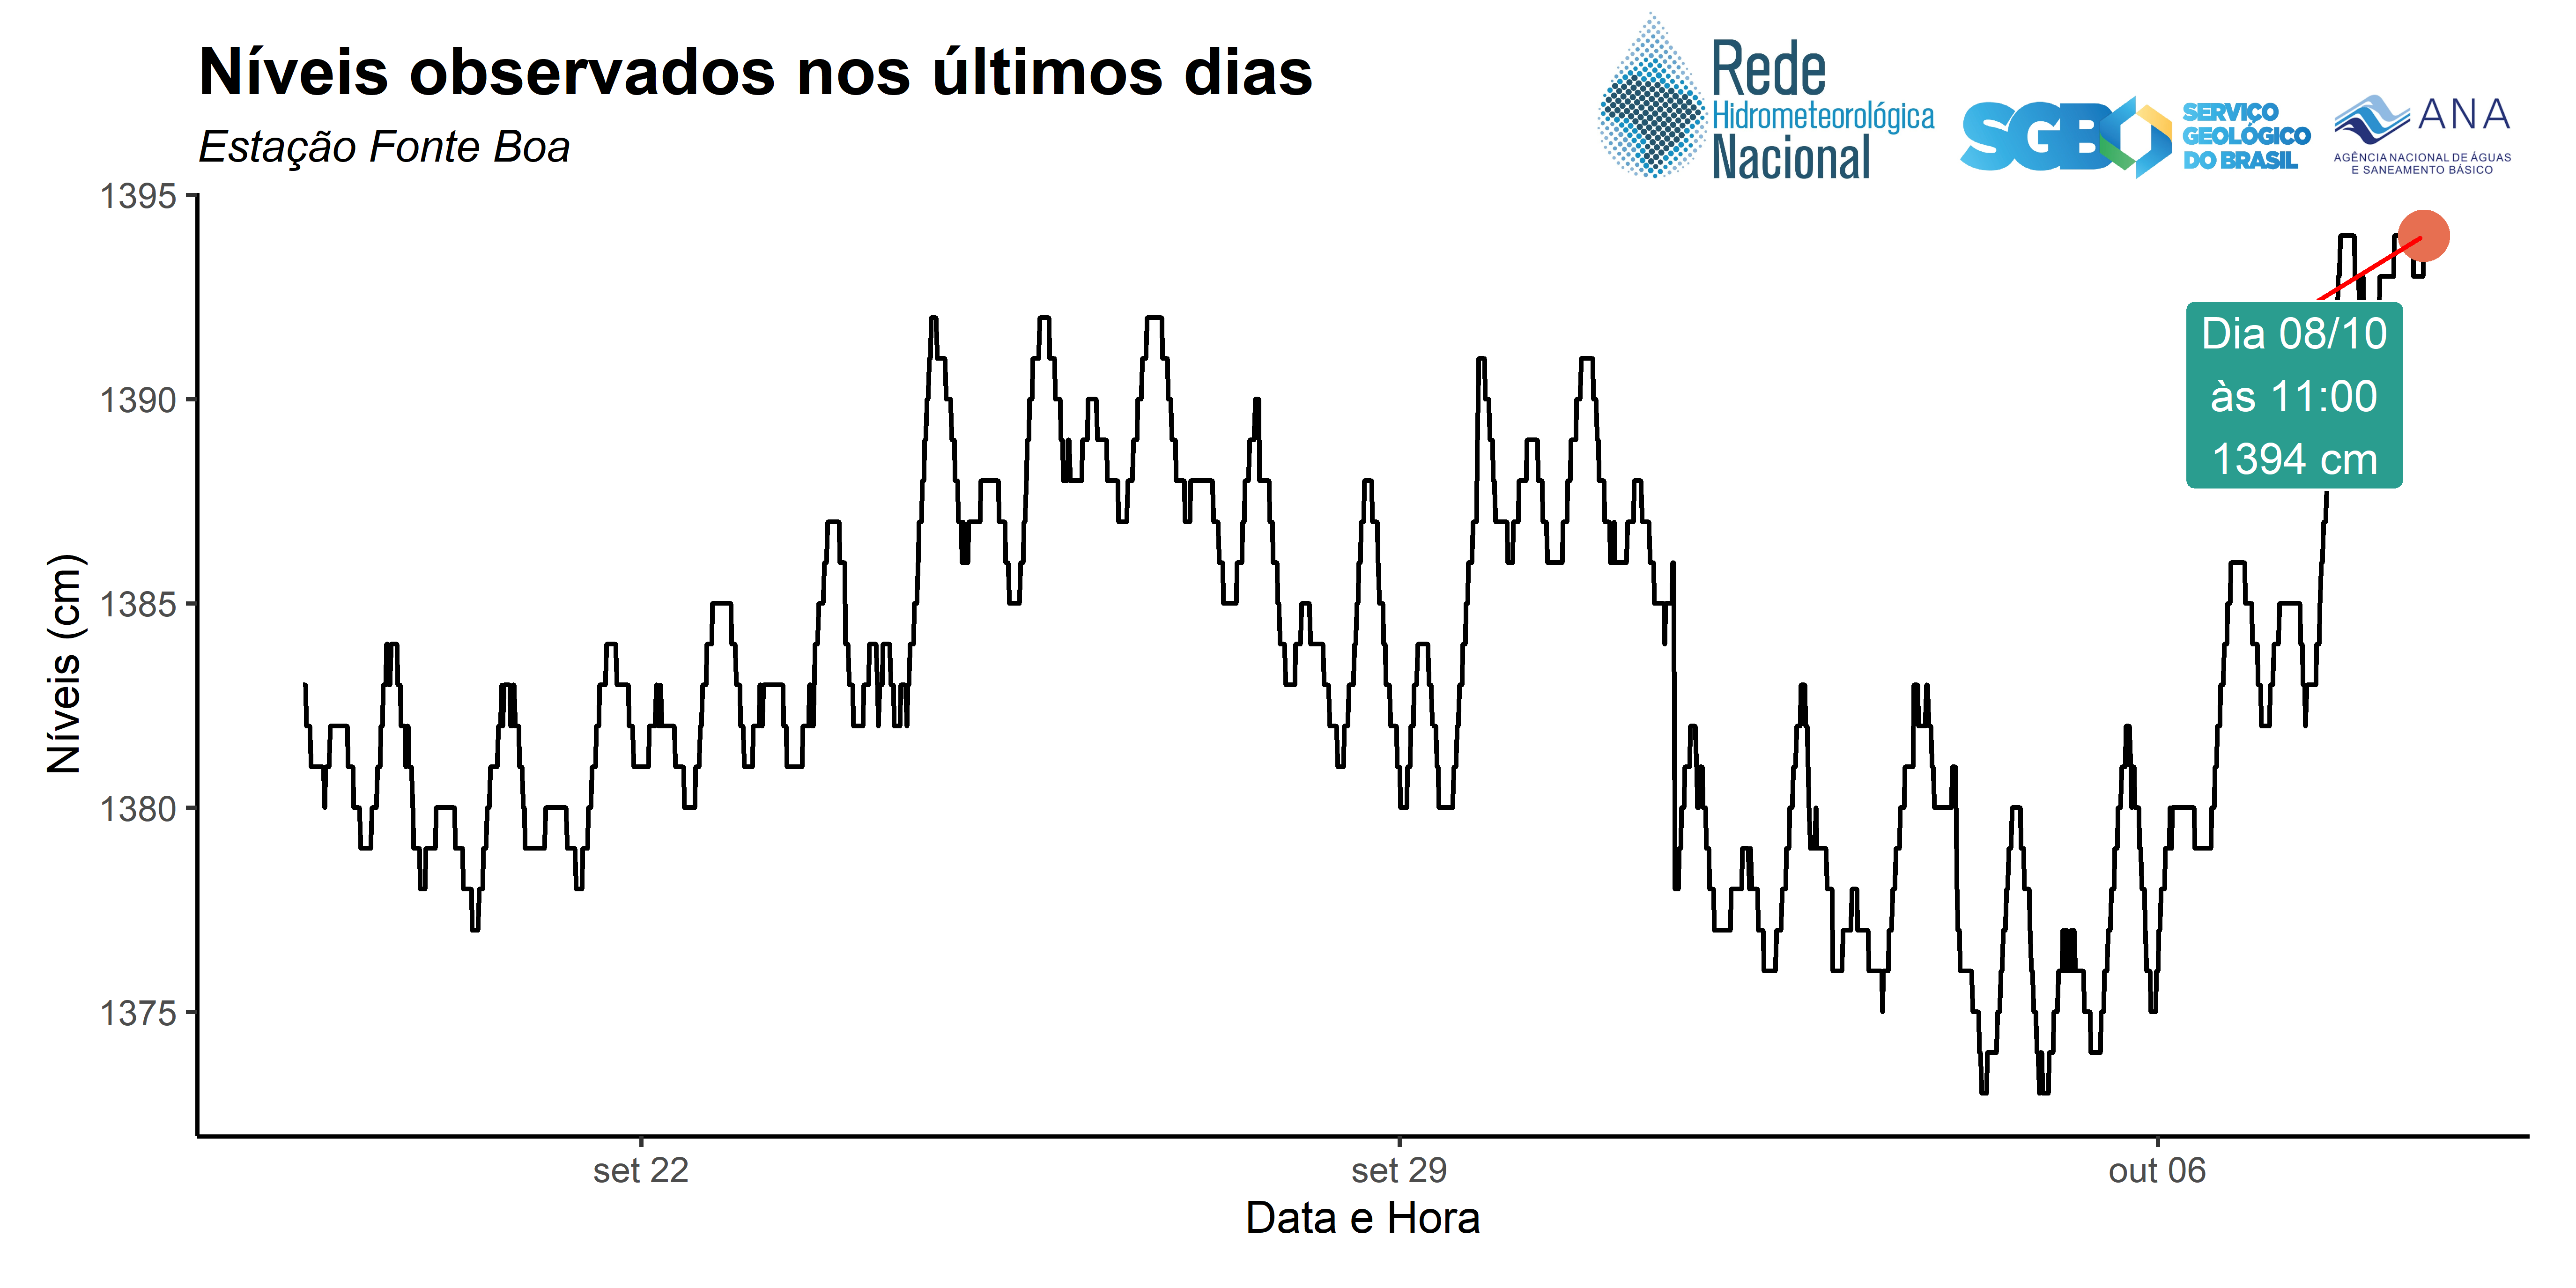 Níveis observados nos últimos dias
Estação Fonte Boa
Rede
Hidrometeorológica
Nacional
SGB
SERVIÇO
GEOLÓGICO
DO BRASIL
ANA
AGÊNCIA NACIONAL DE ÁGUAS
E SANEAMENTO BÁSICO
1395
1390
1385
1380
1375
Níveis (cm)
Dia 08/10
às 11:00
1394 cm
set 22
set 29
out 06
Data e Hora